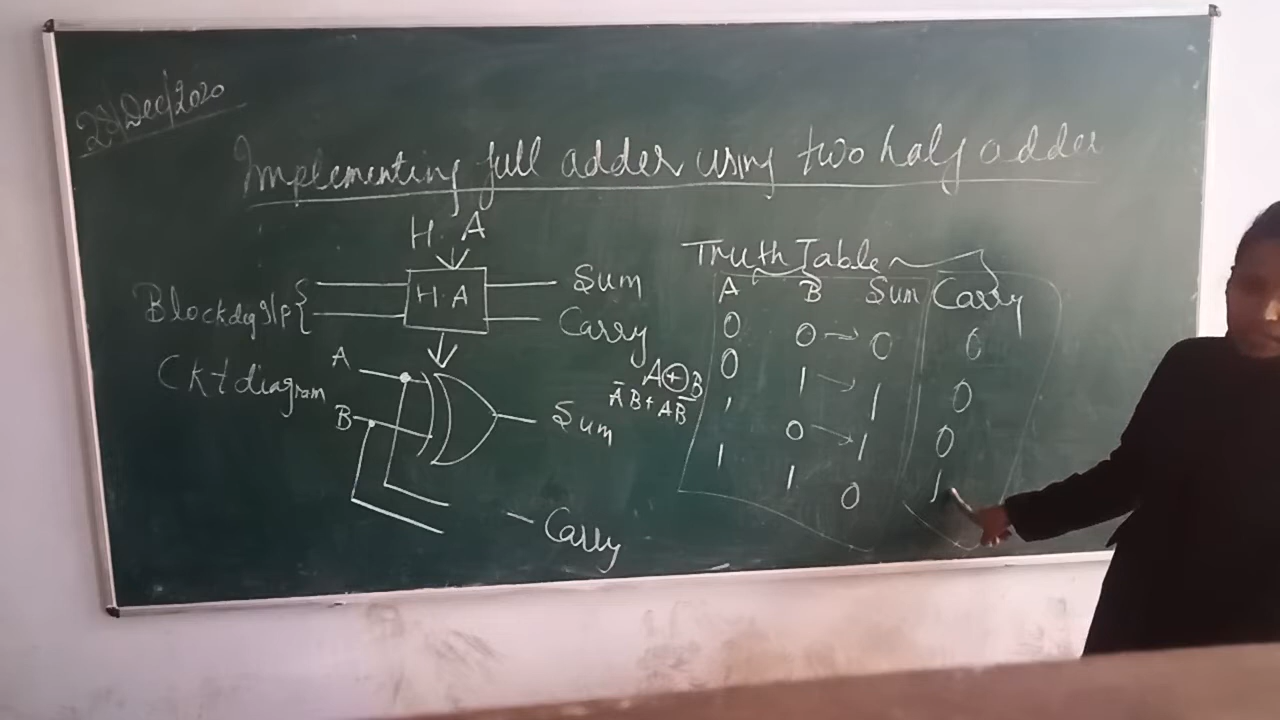 28/Dec/2020
Implementing full adder using two half adder
H. A
H A
Block dig I/p
Sum
Carry
Ckt diagram
A
B
Sum
Carry
A⊕B
A̅B + AB̅
Truth Table
A B Sum Carry
0 0 → 0 0
0 1 → 1 0
1 0 → 1 0
1 1 0 1